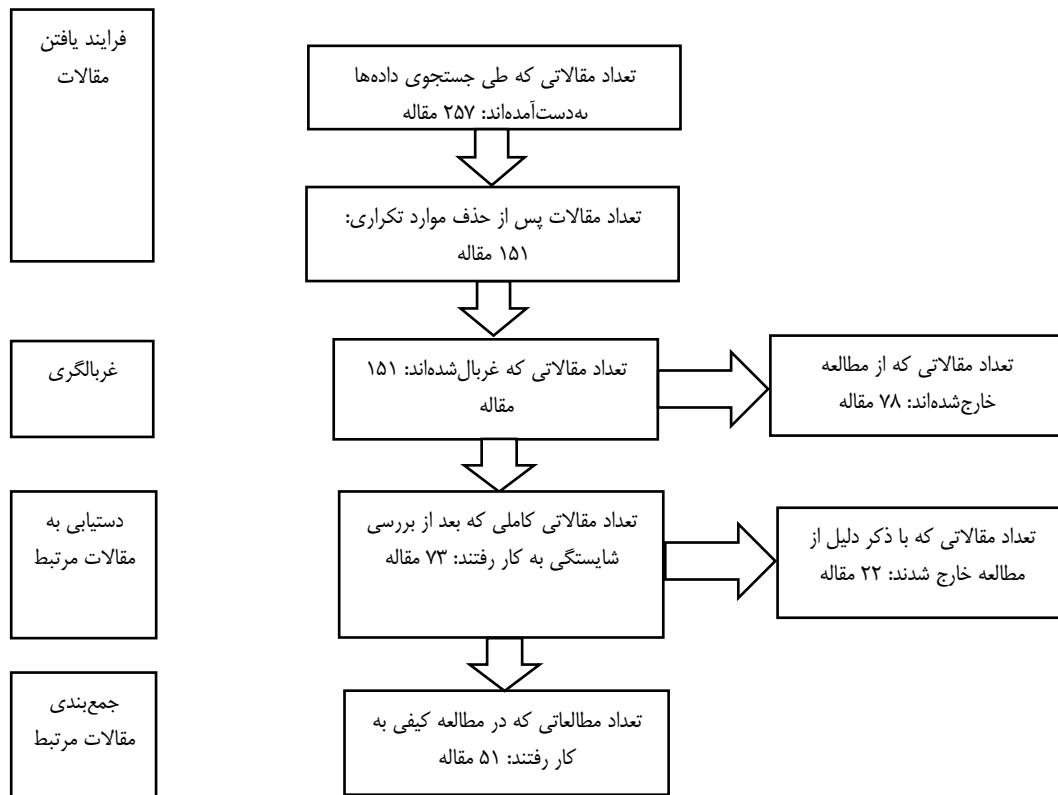 فرایند یافتن
مقالات
تعداد مقالاتی که طی جستجوی داده‌ها
به‌دست‌آمده‌اند: ۲۵۷ مقاله
تعداد مقالات پس از حذف موارد تکراری:
۱۵۱ مقاله
غربالگری
تعداد مقالاتی که غربال‌شده‌اند: ۱۵۱
مقاله
تعداد مقالاتی که از مطالعه
خارج‌شده‌اند: ۷۸ مقاله
دستیابی به
مقالات مرتبط
تعداد مقالاتی کاملی که بعد از بررسی
شایستگی به کار رفتند: ۷۳ مقاله
تعداد مقالاتی که با ذکر دلیل از
مطالعه خارج شدند: ۲۲ مقاله
جمع‌بندی
مقالات مرتبط
تعداد مطالعاتی که در مطالعه کیفی به
کار رفتند: ۵۱ مقاله